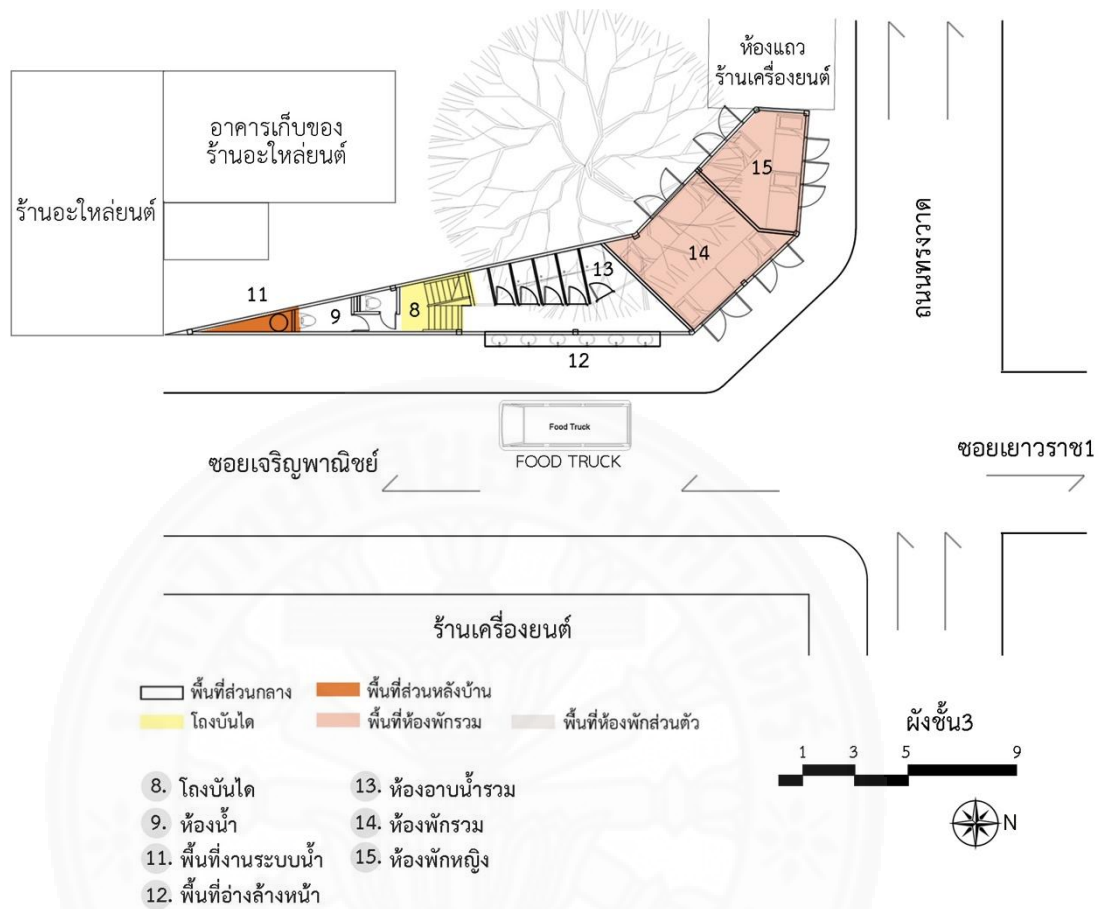 ห้องแถว
ร้านเครื่องยนต์
อาคารเก็บของ
ร้านอะใหล่ยนต์
ร้านอะใหล่ยนต์
15
14
13
11
9
8
12
ถนนทรงวาด
Food Truck
FOOD TRUCK
ซอยเจริญพาณิชย์
ซอยเยาวราช1
ร้านเครื่องยนต์
พื้นที่ส่วนกลาง
พื้นที่ส่วนหลังบ้าน
โถงบันได
พื้นที่ห้องพักรวม
พื้นที่ห้องพักส่วนตัว
ผังชั้น3
1 3 5 9
N
8. โถงบันได
9. ห้องน้ำ
11. พื้นที่งานระบบน้ำ
12. พื้นที่อ่างล้างหน้า
13. ห้องอาบน้ำรวม
14. ห้องพักรวม
15. ห้องพักหญิง